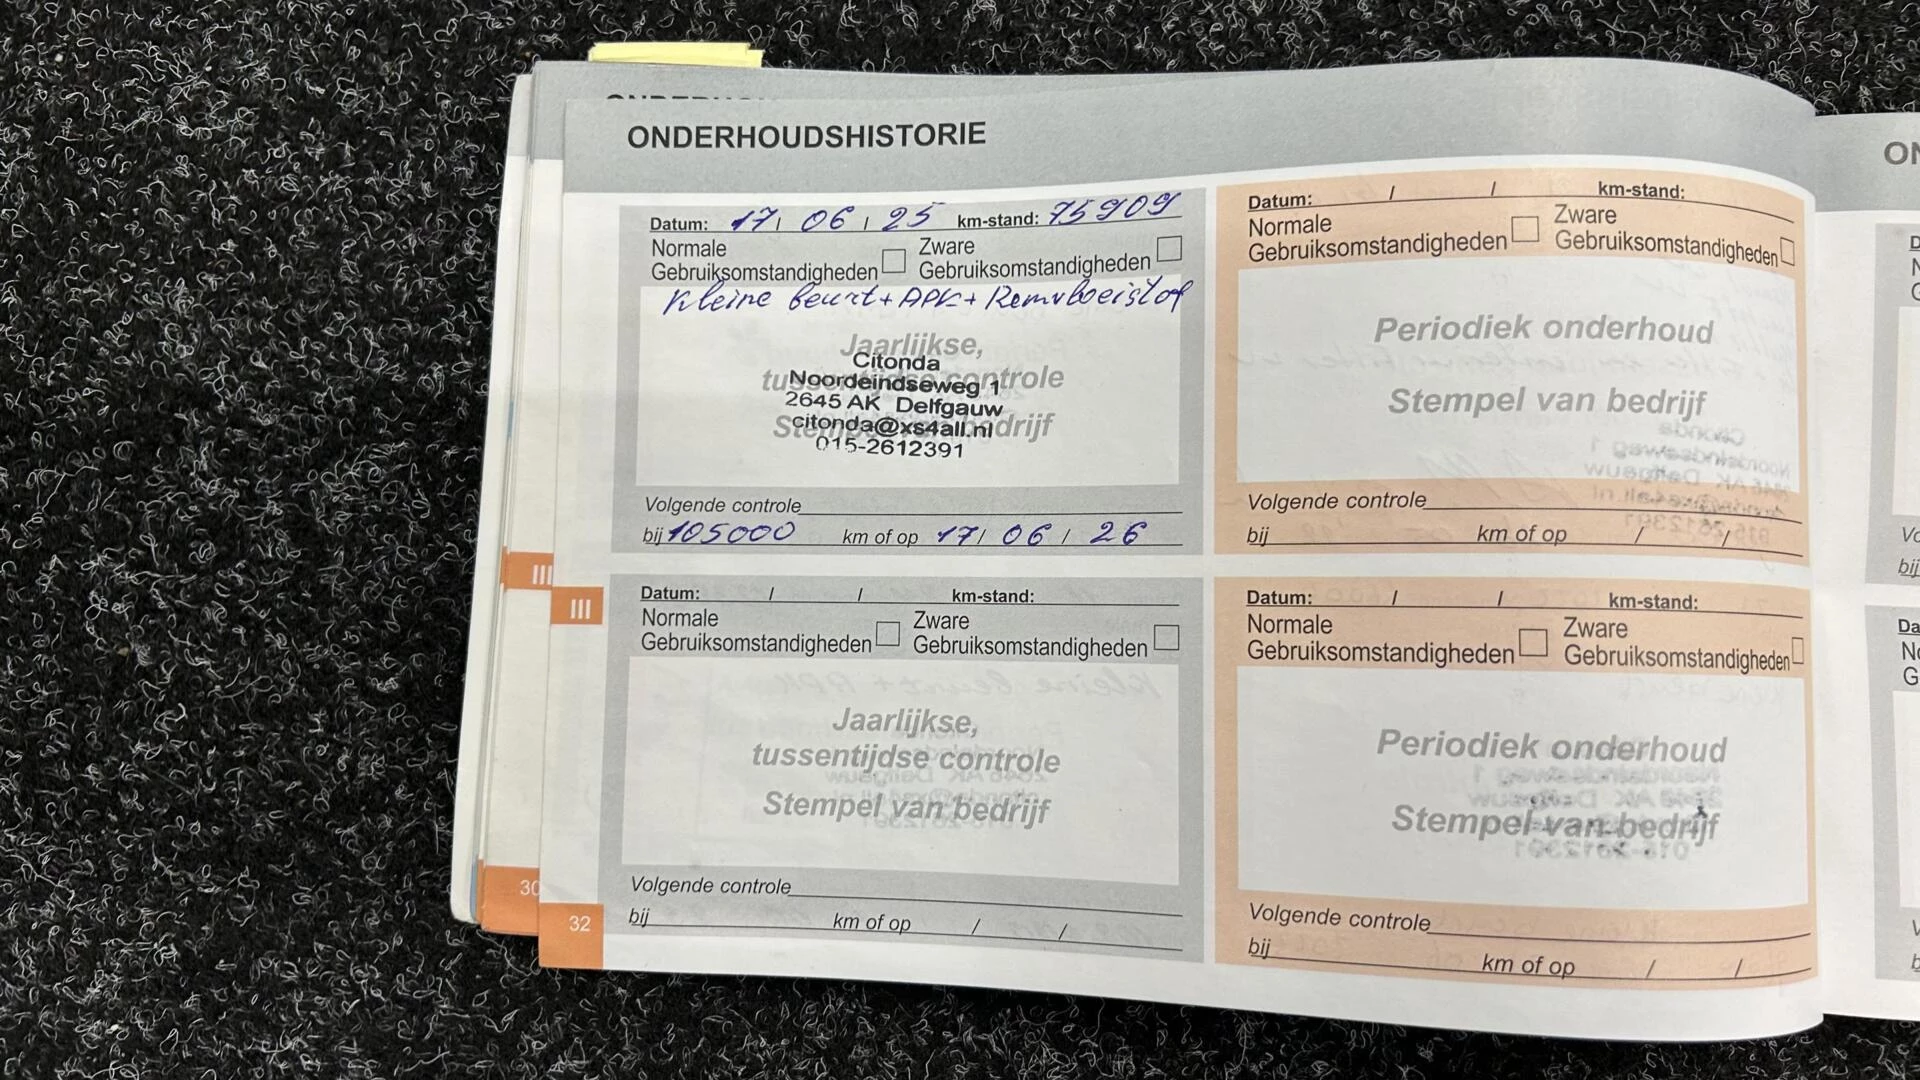 ONDERHOUDSHISTORIE
Datum: 17 / 06 / 25 km-stand: 75909
Normale Gebruiksomstandigheden Zware Gebruiksomstandigheden
Kleine beurt + APK + Remvloeistof
Jaarlijkse,
tussentijdse controle
Stempel van bedrijf
Citonda
Noordeindseweg 1
2645 AK Delfgauw
citonda@xs4all.nl
015-2612391
Volgende controle
bij 105000 km of op 17 / 06 / 26
Datum: / / km-stand:
Normale Gebruiksomstandigheden Zware Gebruiksomstandigheden
Periodiek onderhoud
Stempel van bedrijf
Volgende controle
bij km of op / /
III
III
Datum: / / km-stand:
Normale Gebruiksomstandigheden Zware Gebruiksomstandigheden
Jaarlijkse,
tussentijdse controle
Stempel van bedrijf
Volgende controle
bij km of op / /
Datum: / / km-stand:
Normale Gebruiksomstandigheden Zware Gebruiksomstandigheden
Periodiek onderhoud
Stempel van bedrijf
Volgende controle
bij km of op / /
30
32